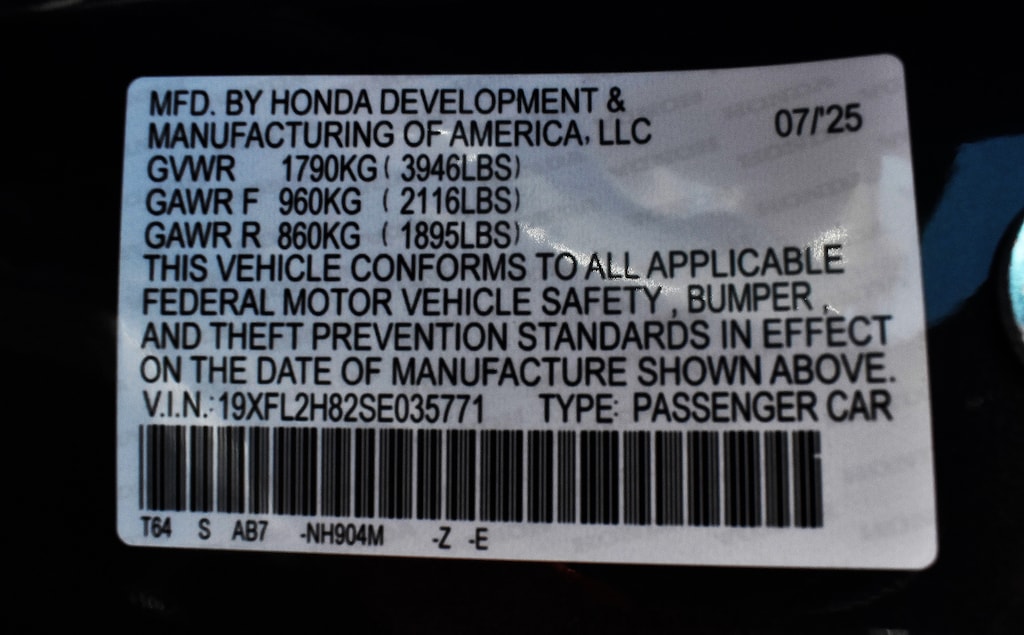 MFD. BY HONDA DEVELOPMENT &
MANUFACTURING OF AMERICA, LLC 07/'25
GVWR 1790KG ( 3946LBS)
GAWR F 960KG ( 2116LBS)
GAWR R 860KG ( 1895LBS)
THIS VEHICLE CONFORMS TO ALL APPLICABLE
FEDERAL MOTOR VEHICLE SAFETY, BUMPER,
AND THEFT PREVENTION STANDARDS IN EFFECT
ON THE DATE OF MANUFACTURE SHOWN ABOVE.
V.I.N.: 19XFL2H82SE035771 TYPE: PASSENGER CAR
T64 S AB7 -NH904M -Z -E